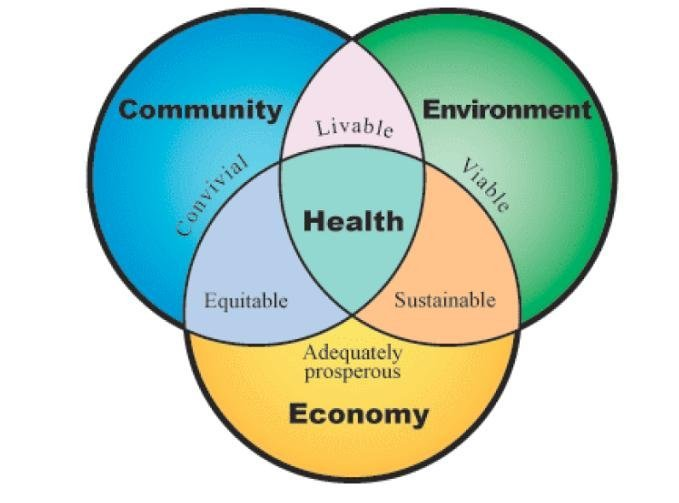 Community
Environment
Livable
Convivial
Viable
Health
Equitable
Sustainable
Adequately
prosperous
Economy